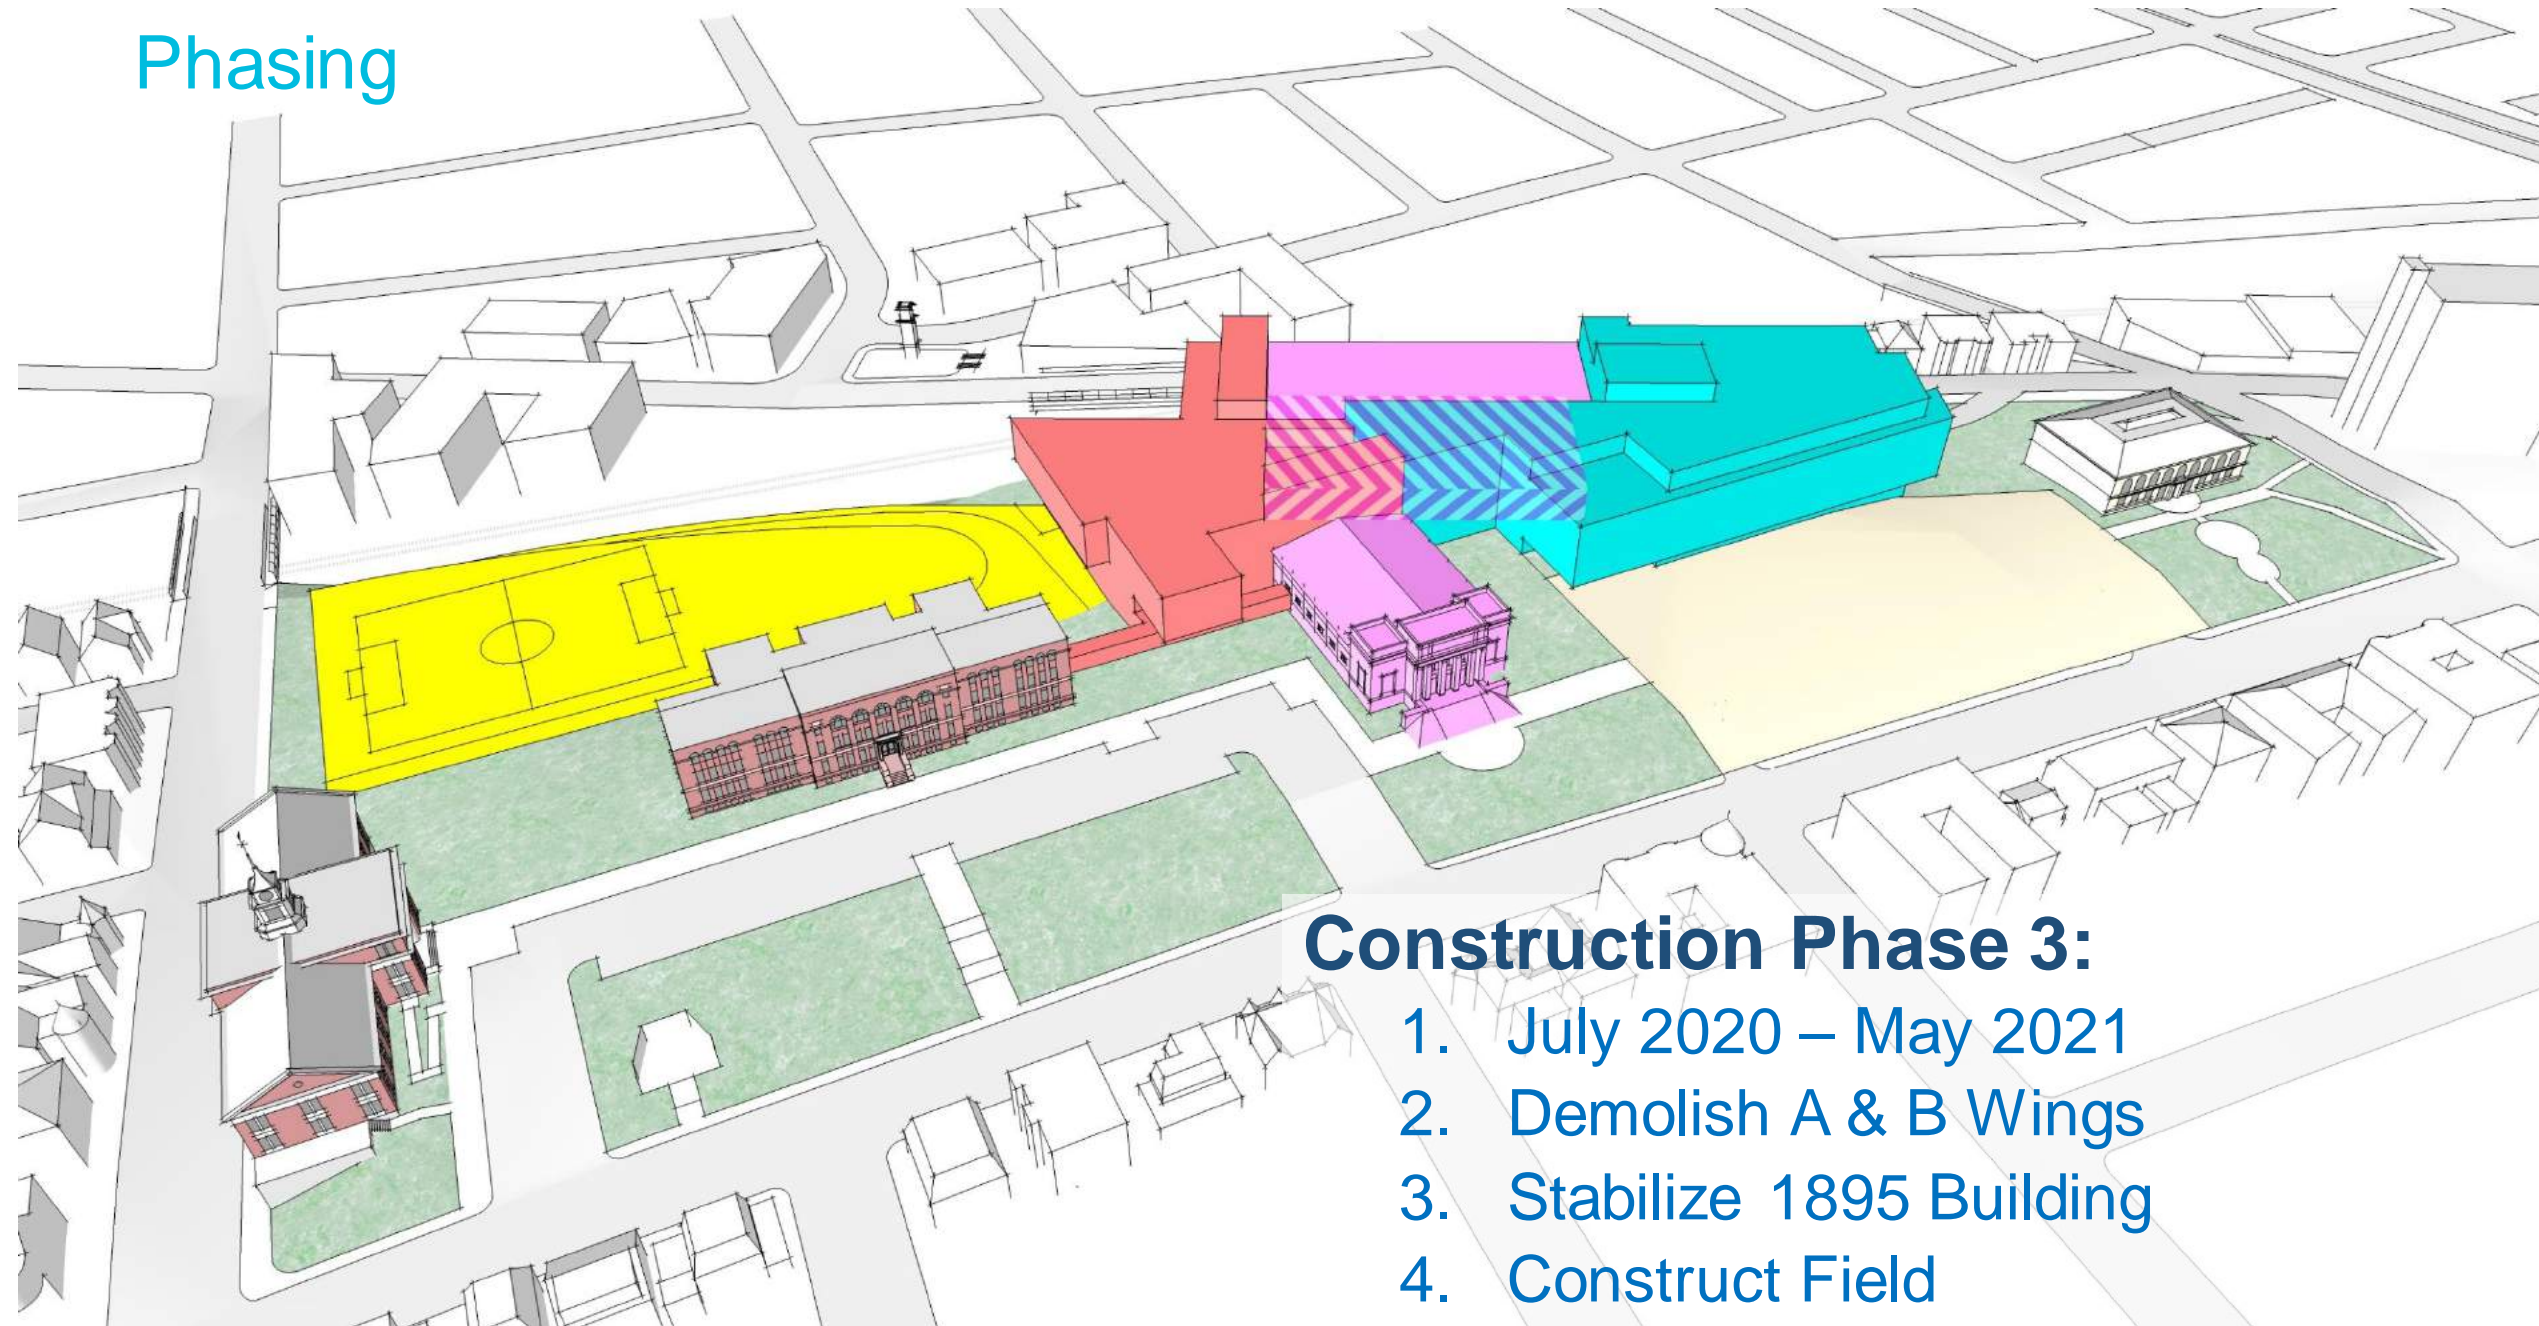 Phasing
Construction Phase 3:
1. July 2020 – May 2021
2. Demolish A & B Wings
3. Stabilize 1895 Building
4. Construct Field